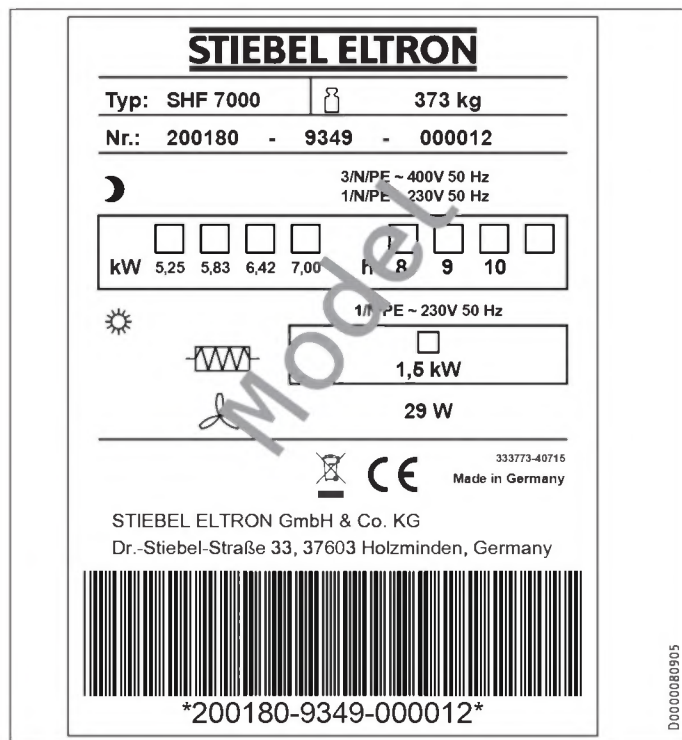 STIEBEL ELTRON
Typ: SHF 7000 373 kg
Nr.: 200180 - 9349 - 000012
3/N/PE ~ 400V 50 Hz
1/N/PE ~ 230V 50 Hz
kW 5,25 5,83 6,42 7,00 h 8 9 10
1/N/PE ~ 230V 50 Hz
1,5 kW
29 W
Model
CE
333773-40715
Made in Germany
STIEBEL ELTRON GmbH & Co. KG
Dr.-Stiebel-Straße 33, 37603 Holzminden, Germany
*200180-9349-000012*
D0000080905